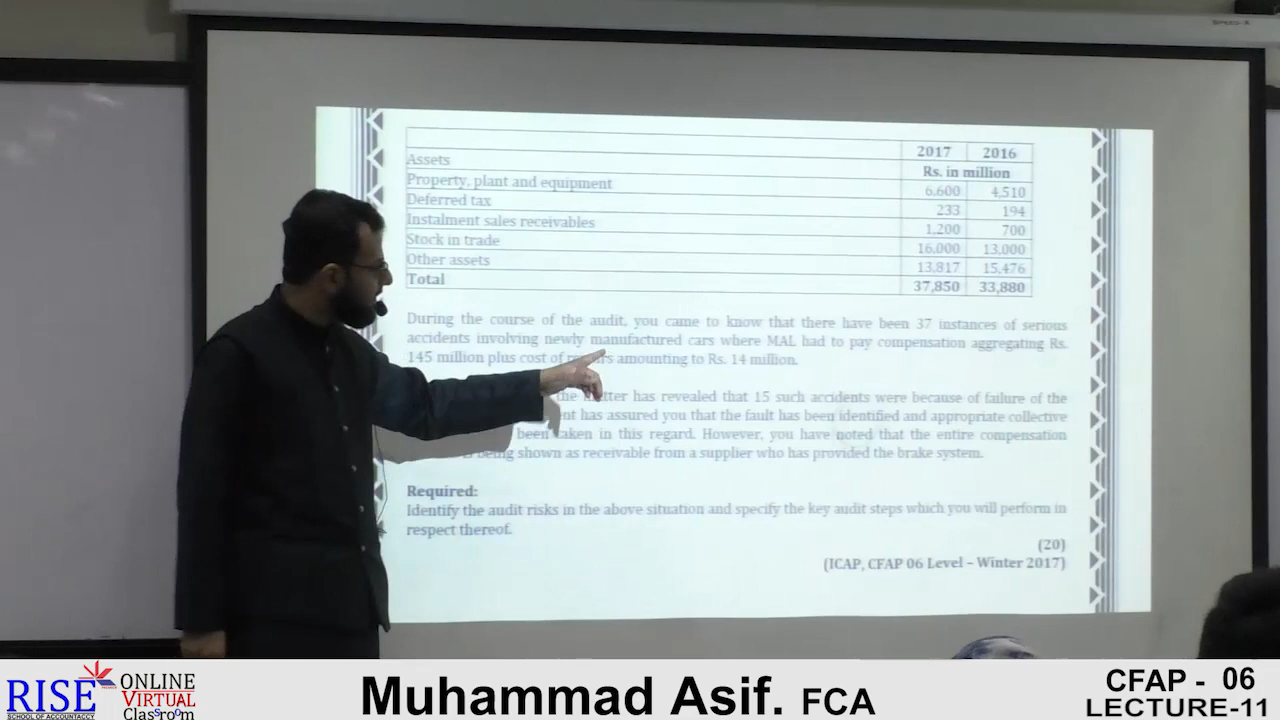 2017 2016
Assets Rs. in million
Property, plant and equipment 6,600 4,510
Deferred tax 233 194
Instalment sales receivables 1,200 700
Stock in trade 16,000 13,000
Other assets 13,817 15,476
Total 37,850 33,880
During the course of the audit, you came to know that there have been 37 instances of serious
accidents involving newly manufactured cars where MAL had to pay compensation aggregating Rs.
145 million plus cost of amounting to Rs. 14 million.
the matter has revealed that 15 such accidents were because of failure of the
has assured you that the fault has been identified and appropriate collective
been taken in this regard. However, you have noted that the entire compensation
being shown as receivable from a supplier who has provided the brake system.
Required:
Identify the audit risks in the above situation and specify the key audit steps which you will perform in
respect thereof.
(20)
(ICAP, CFAP 06 Level – Winter 2017)
RISE
SCHOOL OF ACCOUNTACCY
ONLINE
VIRTUAL
ClasSrOm
Muhammad Asif. FCA
CFAP - 06
LECTURE-11